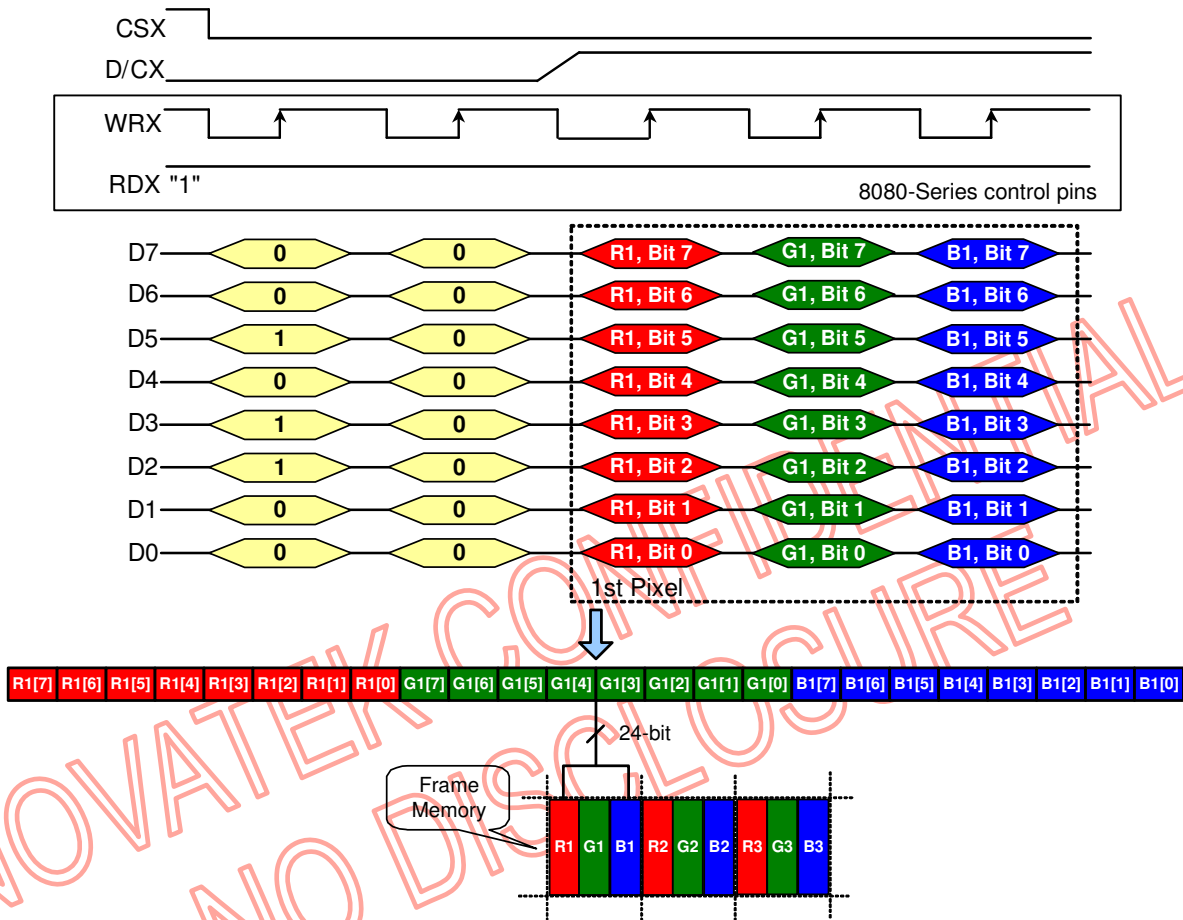 CSX
D/CX
WRX
RDX "1"
8080-Series control pins
D7 0 0 R1, Bit 7 G1, Bit 7 B1, Bit 7
D6 0 0 R1, Bit 6 G1, Bit 6 B1, Bit 6
D5 1 0 R1, Bit 5 G1, Bit 5 B1, Bit 5
D4 0 0 R1, Bit 4 G1, Bit 4 B1, Bit 4
D3 1 0 R1, Bit 3 G1, Bit 3 B1, Bit 3
D2 1 0 R1, Bit 2 G1, Bit 2 B1, Bit 2
D1 0 0 R1, Bit 1 G1, Bit 1 B1, Bit 1
D0 0 0 R1, Bit 0 G1, Bit 0 B1, Bit 0
1st Pixel
R1[7] R1[6] R1[5] R1[4] R1[3] R1[2] R1[1] R1[0] G1[7] G1[6] G1[5] G1[4] G1[3] G1[2] G1[1] G1[0] B1[7] B1[6] B1[5] B1[4] B1[3] B1[2] B1[1] B1[0]
24-bit
Frame
Memory
R1 G1 B1 R2 G2 B2 R3 G3 B3
NOVATEK CONFIDENTIAL
NO DISCLOSURE